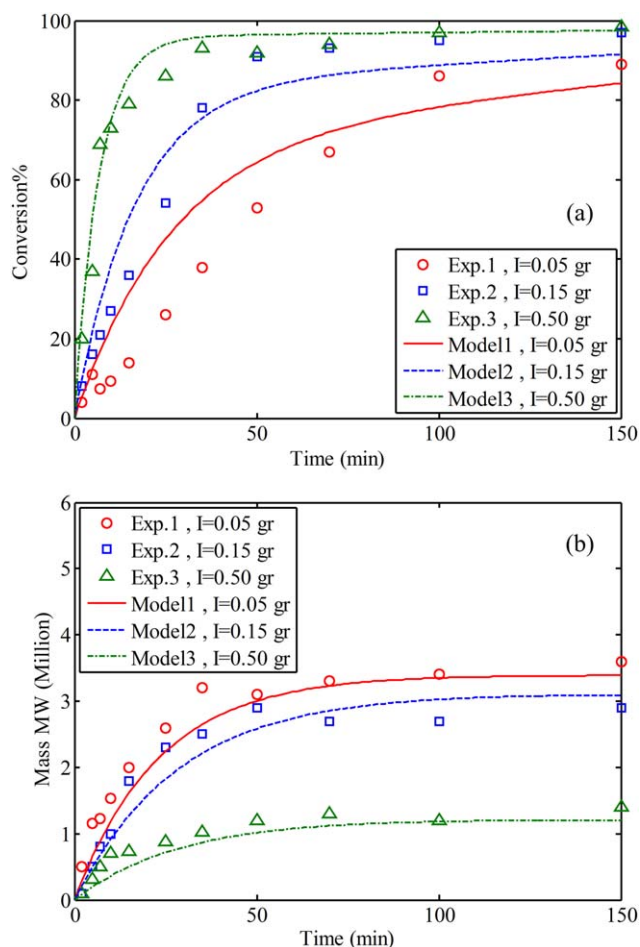 100
80
60
40
20
0
Conversion%
(a)
Exp.1 , I=0.05 gr
Exp.2 , I=0.15 gr
Exp.3 , I=0.50 gr
Model1 , I=0.05 gr
Model2 , I=0.15 gr
Model3 , I=0.50 gr
0 50 100 150
Time (min)
6
5
4
3
2
1
0
Mass MW (Million)
(b)
Exp.1 , I=0.05 gr
Exp.2 , I=0.15 gr
Exp.3 , I=0.50 gr
Model1 , I=0.05 gr
Model2 , I=0.15 gr
Model3 , I=0.50 gr
0 50 100 150
Time (min)